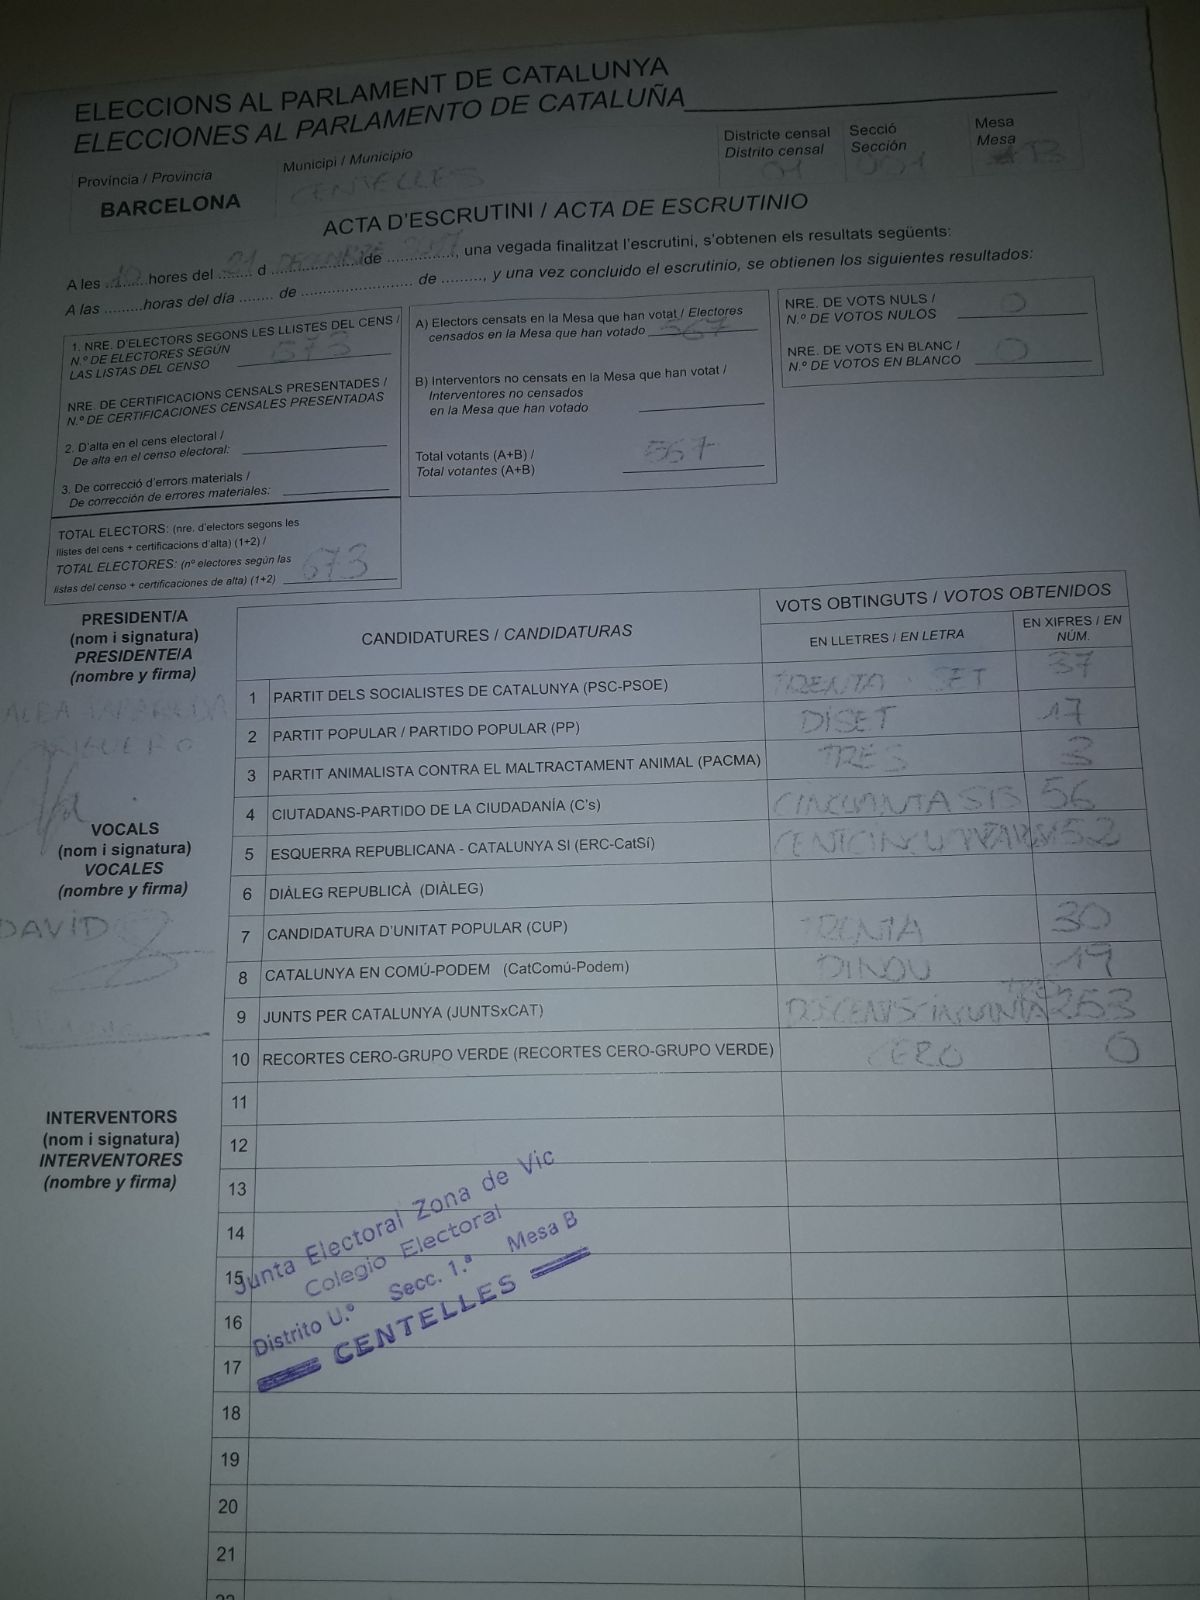 ELECCIONS AL PARLAMENT DE CATALUNYA
ELECCIONES AL PARLAMENTO DE CATALUÑA
Província / Provincia
BARCELONA
Municipi / Municipio
CENTELLES
Districte censal
Distrito censal
01
Secció
Sección
001
Mesa
Mesa
B
ACTA D'ESCRUTINI / ACTA DE ESCRUTINIO
A les ......... hores del 21 d DECEMBRE de 2017, una vegada finalitzat l'escrutini, s'obtenen els resultats següents:
A las .........horas del día ........ de ......................... de ........., y una vez concluido el escrutinio, se obtienen los siguientes resultados:
1. NRE. D'ELECTORS SEGONS LES LLISTES DEL CENS /
N.º DE ELECTORES SEGÚN
LAS LISTAS DEL CENSO 673
NRE. DE CERTIFICACIONS CENSALS PRESENTADES /
N.º DE CERTIFICACIONES CENSALES PRESENTADAS
2. D'alta en el cens electoral /
De alta en el censo electoral:
3. De correcció d'errors materials /
De corrección de errores materiales:
TOTAL ELECTORS: (nre. d'electors segons les
llistes del cens + certificacions d'alta) (1+2) /
TOTAL ELECTORES: (nº electores según las
listas del censo + certificaciones de alta) (1+2) 673
A) Electors censats en la Mesa que han votat / Electores
censados en la Mesa que han votado 567
B) Interventors no censats en la Mesa que han votat /
Interventores no censados
en la Mesa que han votado
Total votants (A+B) /
Total votantes (A+B) 567
NRE. DE VOTS NULS /
N.º DE VOTOS NULOS 0
NRE. DE VOTS EN BLANC /
N.º DE VOTOS EN BLANCO 0
PRESIDENT/A
(nom i signatura)
PRESIDENTE/A
(nombre y firma)
ALBA
VOCALS
(nom i signatura)
VOCALES
(nombre y firma)
DAVID
INTERVENTORS
(nom i signatura)
INTERVENTORES
(nombre y firma)
CANDIDATURES / CANDIDATURAS
VOTS OBTINGUTS / VOTOS OBTENIDOS
EN LLETRES / EN LETRA
EN XIFRES / EN
NÚM.
1 PARTIT DELS SOCIALISTES DE CATALUNYA (PSC-PSOE) TRENTA SET 37
2 PARTIT POPULAR / PARTIDO POPULAR (PP) DISET 17
3 PARTIT ANIMALISTA CONTRA EL MALTRACTAMENT ANIMAL (PACMA) TRES 3
4 CIUTADANS-PARTIDO DE LA CIUDADANÍA (C's) CINCUANTA SIS 56
5 ESQUERRA REPUBLICANA - CATALUNYA SI (ERC-CatSí) 152
6 DIÀLEG REPUBLICÀ (DIÀLEG)
7 CANDIDATURA D'UNITAT POPULAR (CUP) TRENTA 30
8 CATALUNYA EN COMÚ-PODEM (CatComú-Podem) DINOU 19
9 JUNTS PER CATALUNYA (JUNTSxCAT) DOSCENTSCINCUANTA TRES 253
10 RECORTES CERO-GRUPO VERDE (RECORTES CERO-GRUPO VERDE) CERO 0
11
12
13
14
15
16
17
18
19
20
21
22
Junta Electoral Zona de Vic
Colegio Electoral
Distrito U.º Secc. 1.ª Mesa B
CENTELLES